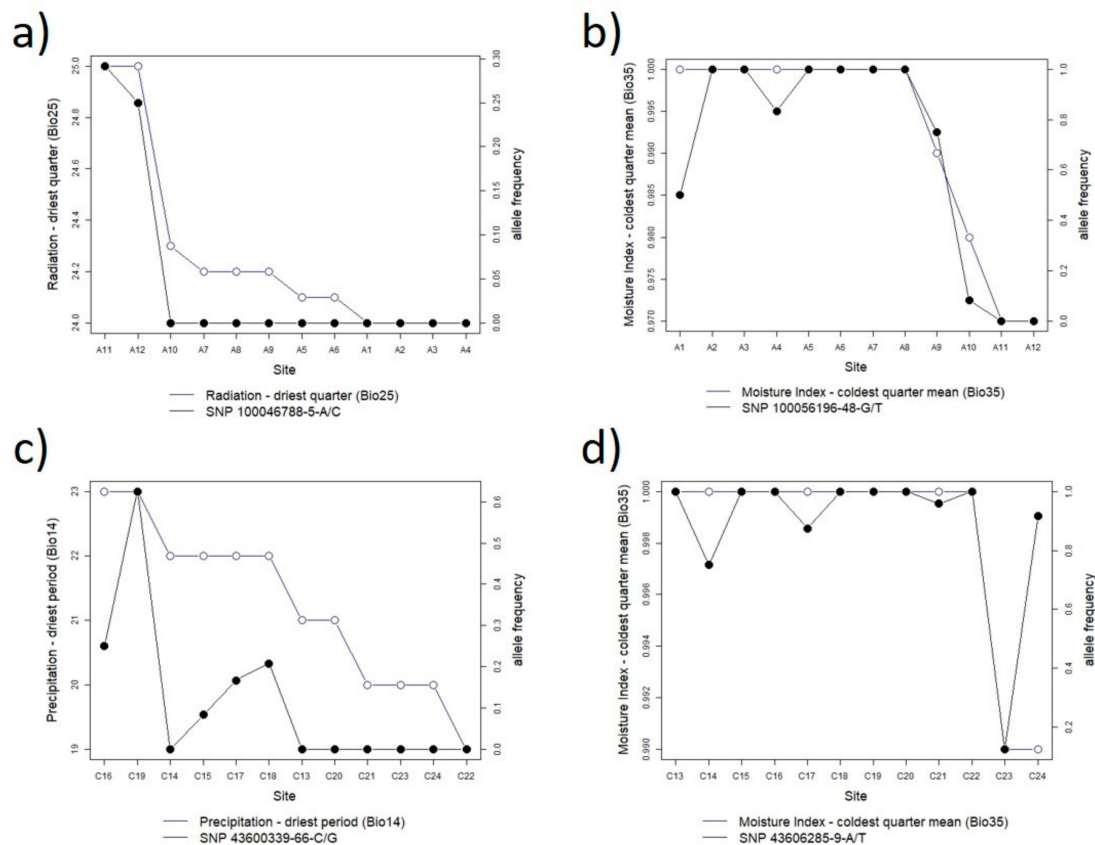 a)
Radiation - driest quarter (Bio25)
24.0 24.2 24.4 24.6 24.8 25.0
allele frequency
0.00 0.05 0.10 0.15 0.20 0.25 0.30
A11 A12 A10 A7 A8 A9 A5 A6 A1 A2 A3 A4
Site
Radiation - driest quarter (Bio25)
SNP 100046788-5-A/C
b)
Moisture Index - coldest quarter mean (Bio35)
0.970 0.975 0.980 0.985 0.990 0.995 1.000
allele frequency
0.0 0.2 0.4 0.6 0.8 1.0
A1 A2 A3 A4 A5 A6 A7 A8 A9 A10 A11 A12
Site
Moisture Index - coldest quarter mean (Bio35)
SNP 100056196-48-G/T
c)
Precipitation - driest period (Bio14)
19 20 21 22 23
allele frequency
0.0 0.1 0.2 0.3 0.4 0.5 0.6
C16 C19 C14 C15 C17 C18 C13 C20 C21 C23 C24 C22
Site
Precipitation - driest period (Bio14)
SNP 43600339-66-C/G
d)
Moisture Index - coldest quarter mean (Bio35)
0.990 0.992 0.994 0.996 0.998 1.000
allele frequency
0.2 0.4 0.6 0.8 1.0
C13 C14 C15 C16 C17 C18 C19 C20 C21 C22 C23 C24
Site
Moisture Index - coldest quarter mean (Bio35)
SNP 43606285-9-A/T